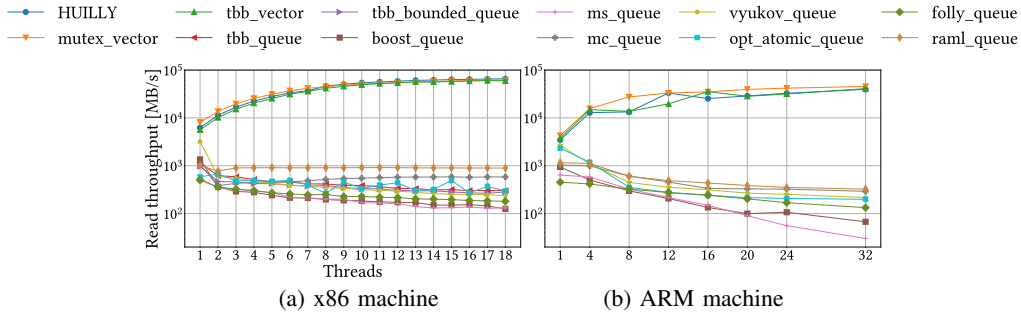 HUILLY tbb_vector tbb_bounded_queue ms_queue vyukov_queue folly_queue
mutex_vector tbb_queue boost_queue mc_queue opt_atomic_queue raml_queue
Read throughput [MB/s]
10^5
10^4
10^3
10^2
1 2 3 4 5 6 7 8 9 10 11 12 13 14 15 16 17 18
Threads
(a) x86 machine
10^5
10^4
10^3
10^2
1 4 8 12 16 20 24 32
(b) ARM machine